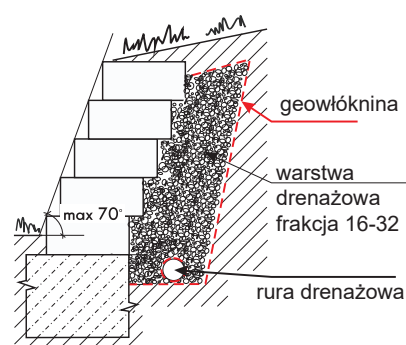 geowłóknina
warstwa
drenażowa
frakcja 16-32
max 70°
rura drenażowa